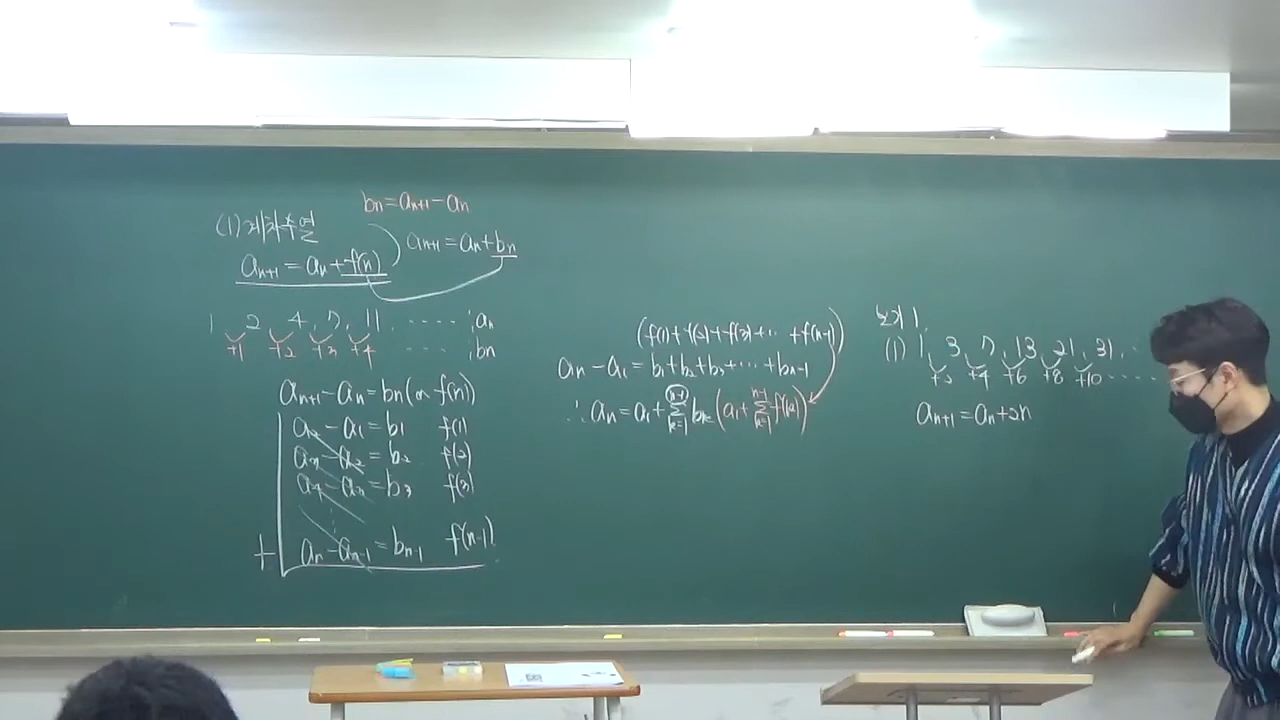 bn=an+1-an
(1) 계차수열
an+1=an+bn
an+1=an+f(n)
1 2 4 7 11 ····· ; an
+1 +2 +3 +4 ···· ; bn
an+1-an=bn(or f(n))
a2-a1=b1 f(1)
a3-a2=b2 f(2)
a4-a3=b3 f(3)
+ an-an-1=bn-1 f(n-1)
(f(1)+f(2)+f(3)+··· +f(n-1))
an-a1=b1+b2+b3+···+bn-1
∴ an=a1+∑k=1n-1 bk (a1+∑k=1n-1 f(k))
보기 1.
(1) 1, 3, 7, 13, 21, 31, ··
+2 +4 +6 +8 +10 ·····
an+1=an+2n